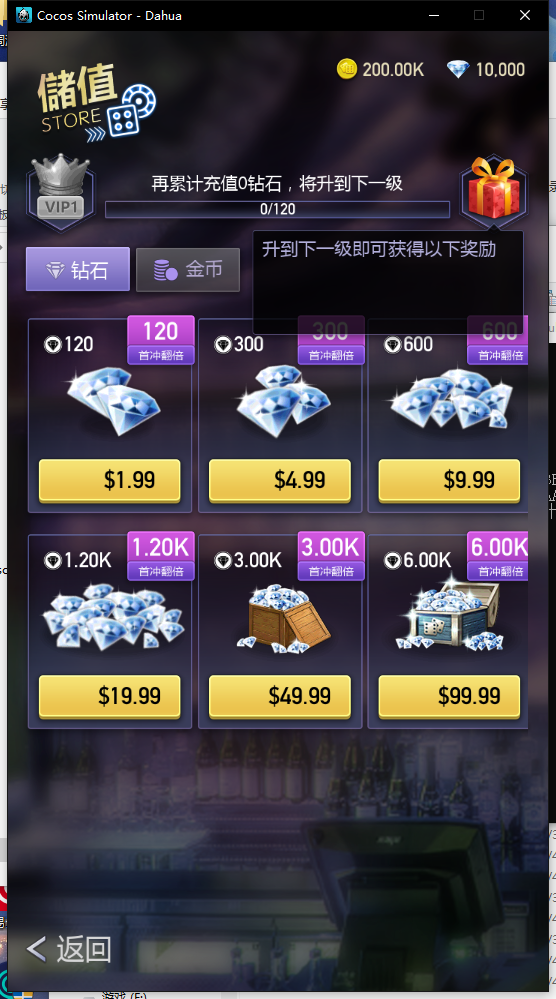 Cocos Simulator - Dahua
200.00K
10,000
儲值
STORE
VIP1
再累计充值0钻石，将升到下一级
0/120
升到下一级即可获得以下奖励
钻石
金币
120
120
首冲翻倍
300
300
首冲翻倍
600
600
首冲翻倍
$1.99
$4.99
$9.99
1.20K
1.20K
首冲翻倍
3.00K
3.00K
首冲翻倍
6.00K
6.00K
首冲翻倍
$19.99
$49.99
$99.99
返回
游戏 (F:)